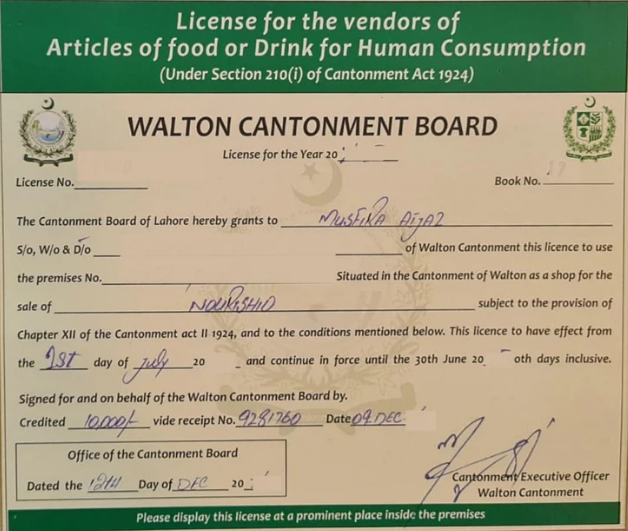 License for the vendors of
Articles of food or Drink for Human Consumption
(Under Section 210(i) of Cantonment Act 1924)
WALTON CANTONMENT BOARD
License for the Year 20
License No.
Book No.
The Cantonment Board of Lahore hereby grants to MUSFIRA AIJAZ
S/o, W/o & D/o of Walton Cantonment this licence to use
the premises No. Situated in the Cantonment of Walton as a shop for the
sale of NOURISHID subject to the provision of
Chapter XII of the Cantonment act II 1924, and to the conditions mentioned below. This licence to have effect from
the 1st day of July 20 and continue in force until the 30th June 20 oth days inclusive.
Signed for and on behalf of the Walton Cantonment Board by.
Credited 10,000/- vide receipt No. 9281760 Date 09 DEC
Office of the Cantonment Board
Dated the Day of DEC 20
Cantonment Executive Officer
Walton Cantonment
Please display this license at a prominent place inside the premises